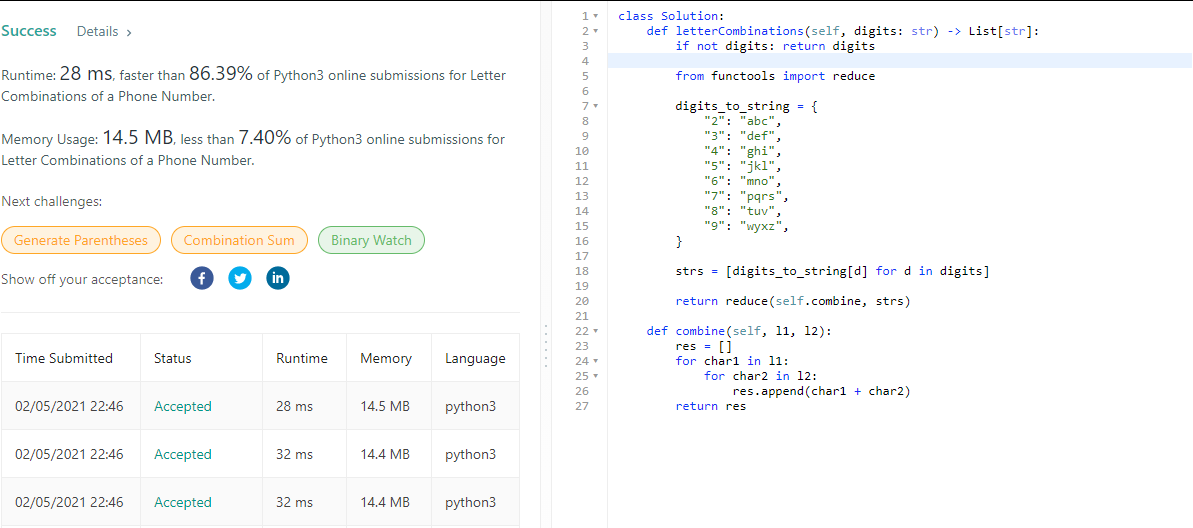 Success Details >
Runtime: 28 ms, faster than 86.39% of Python3 online submissions for Letter
Combinations of a Phone Number.
Memory Usage: 14.5 MB, less than 7.40% of Python3 online submissions for
Letter Combinations of a Phone Number.
Next challenges:
Generate Parentheses Combination Sum Binary Watch
Show off your acceptance:
Time Submitted Status Runtime Memory Language
02/05/2021 22:46 Accepted 28 ms 14.5 MB python3
02/05/2021 22:46 Accepted 32 ms 14.4 MB python3
02/05/2021 22:46 Accepted 32 ms 14.4 MB python3
1 class Solution:
2 def letterCombinations(self, digits: str) -> List[str]:
3 if not digits: return digits
4
5 from functools import reduce
6
7 digits_to_string = {
8 "2": "abc",
9 "3": "def",
10 "4": "ghi",
11 "5": "jkl",
12 "6": "mno",
13 "7": "pqrs",
14 "8": "tuv",
15 "9": "wyxz",
16 }
17
18 strs = [digits_to_string[d] for d in digits]
19
20 return reduce(self.combine, strs)
21
22 def combine(self, l1, l2):
23 res = []
24 for char1 in l1:
25 for char2 in l2:
26 res.append(char1 + char2)
27 return res